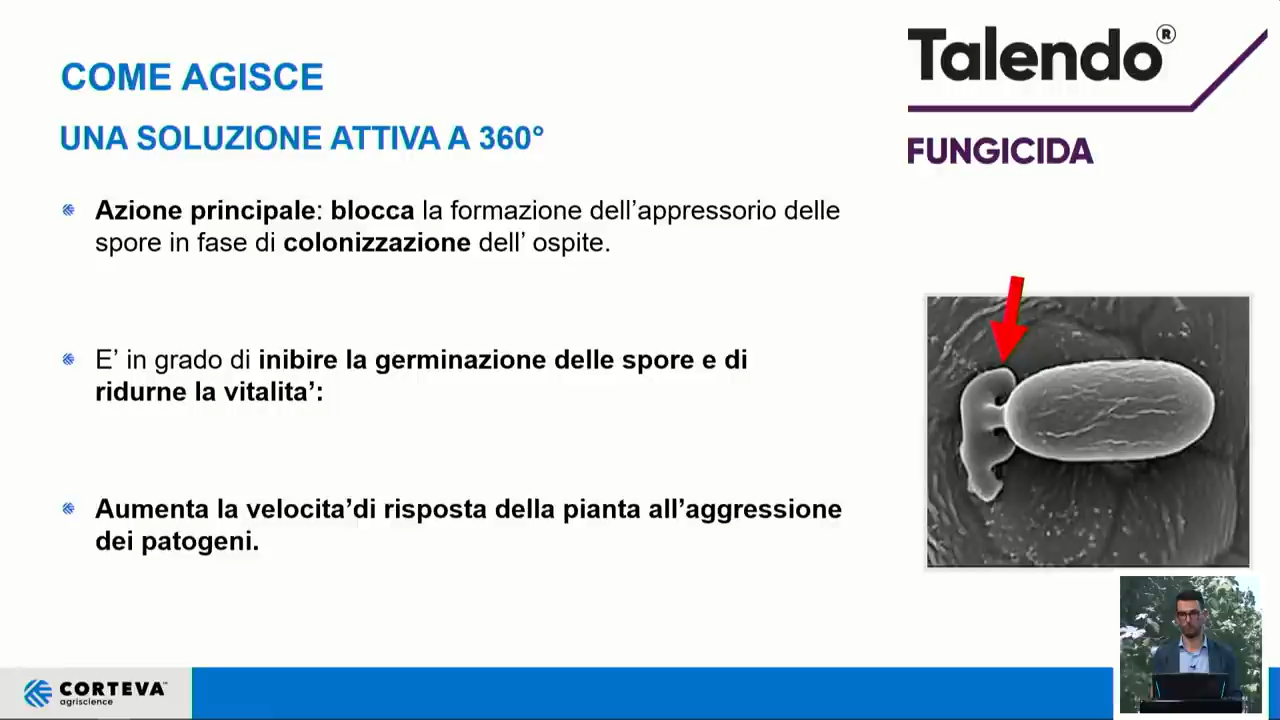 Talendo®
COME AGISCE
UNA SOLUZIONE ATTIVA A 360°
FUNGICIDA
Azione principale: blocca la formazione dell’appressorio delle
spore in fase di colonizzazione dell’ ospite.
E’ in grado di inibire la germinazione delle spore e di
ridurne la vitalita’:
Aumenta la velocita’di risposta della pianta all’aggressione
dei patogeni.
CORTEVA™
agriscience